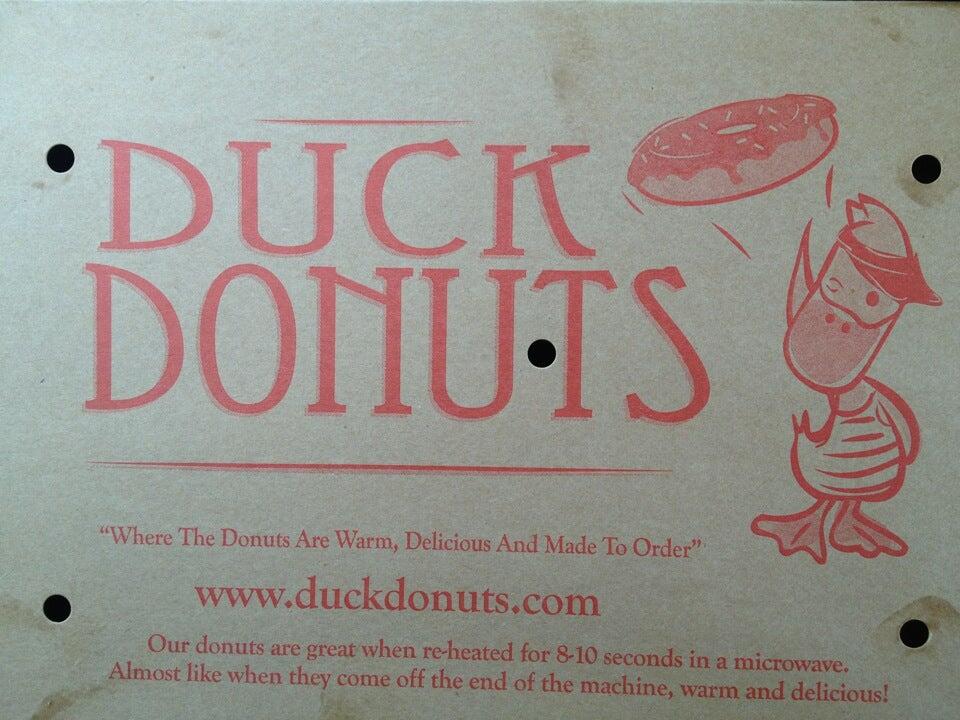 DUCK
DONUTS
“Where The Donuts Are Warm, Delicious And Made To Order”
www.duckdonuts.com
Our donuts are great when re-heated for 8-10 seconds in a microwave.
Almost like when they come off the end of the machine, warm and delicious!